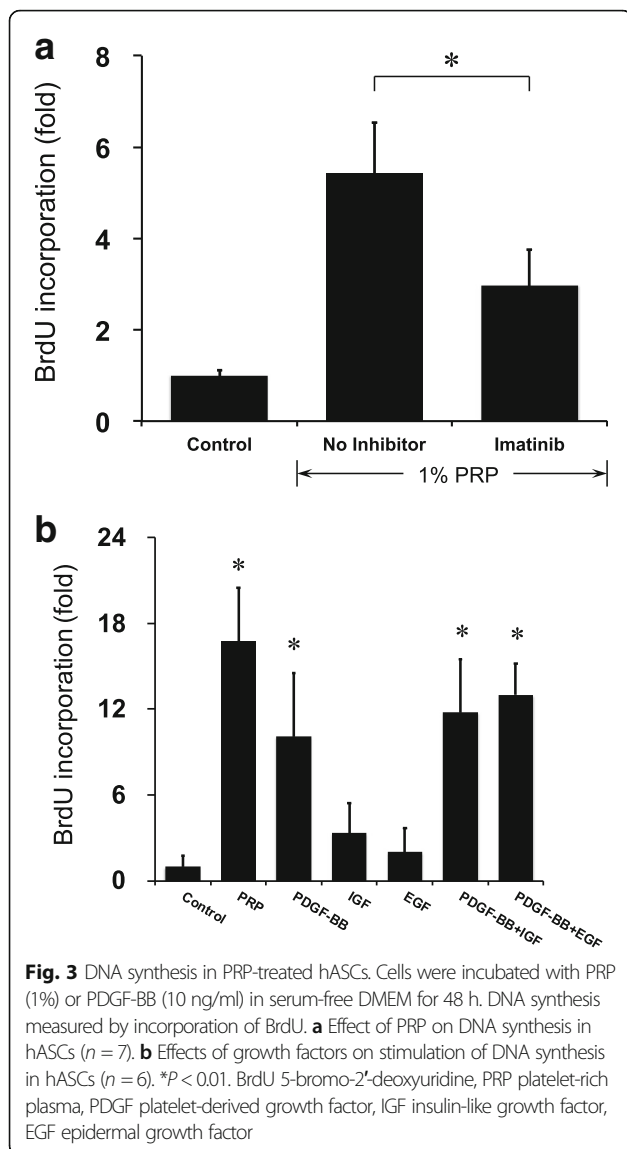 a
8
6
4
2
0
BrdU incorporation (fold)
*
Control No Inhibitor Imatinib
1% PRP
b
24
18
12
6
0
BrdU incorporation (fold)
* * * *
Control PRP PDGF-BB IGF EGF PDGF-BB+IGF PDGF-BB+EGF
Fig. 3 DNA synthesis in PRP-treated hASCs. Cells were incubated with PRP
(1%) or PDGF-BB (10 ng/ml) in serum-free DMEM for 48 h. DNA synthesis
measured by incorporation of BrdU. a Effect of PRP on DNA synthesis in
hASCs (n = 7). b Effects of growth factors on stimulation of DNA synthesis
in hASCs (n = 6). *P < 0.01. BrdU 5-bromo-2′-deoxyuridine, PRP platelet-rich
plasma, PDGF platelet-derived growth factor, IGF insulin-like growth factor,
EGF epidermal growth factor